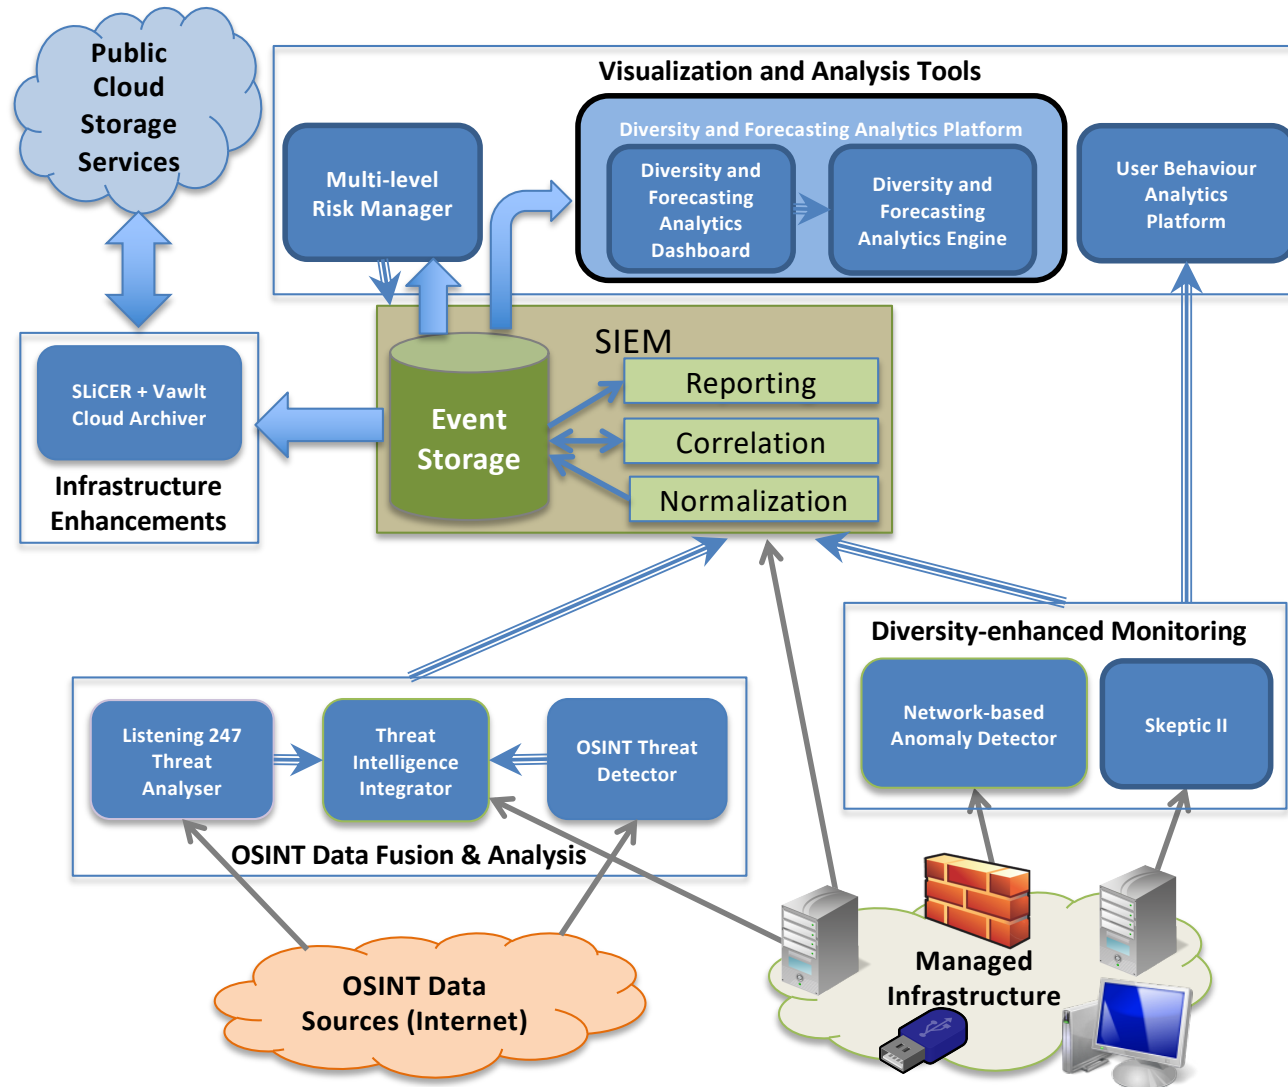 Public
Cloud
Storage
Services
Visualization and Analysis Tools
Multi-level
Risk Manager
Diversity and Forecasting Analytics Platform
Diversity and
Forecasting
Analytics
Dashboard
Diversity and
Forecasting
Analytics Engine
User Behaviour
Analytics
Platform
SLiCER + Vawlt
Cloud Archiver
Infrastructure
Enhancements
SIEM
Event
Storage
Reporting
Correlation
Normalization
Diversity-enhanced Monitoring
Network-based
Anomaly Detector
Skeptic II
Listening 247
Threat
Analyser
Threat
Intelligence
Integrator
OSINT Threat
Detector
OSINT Data Fusion & Analysis
OSINT Data
Sources (Internet)
Managed
Infrastructure